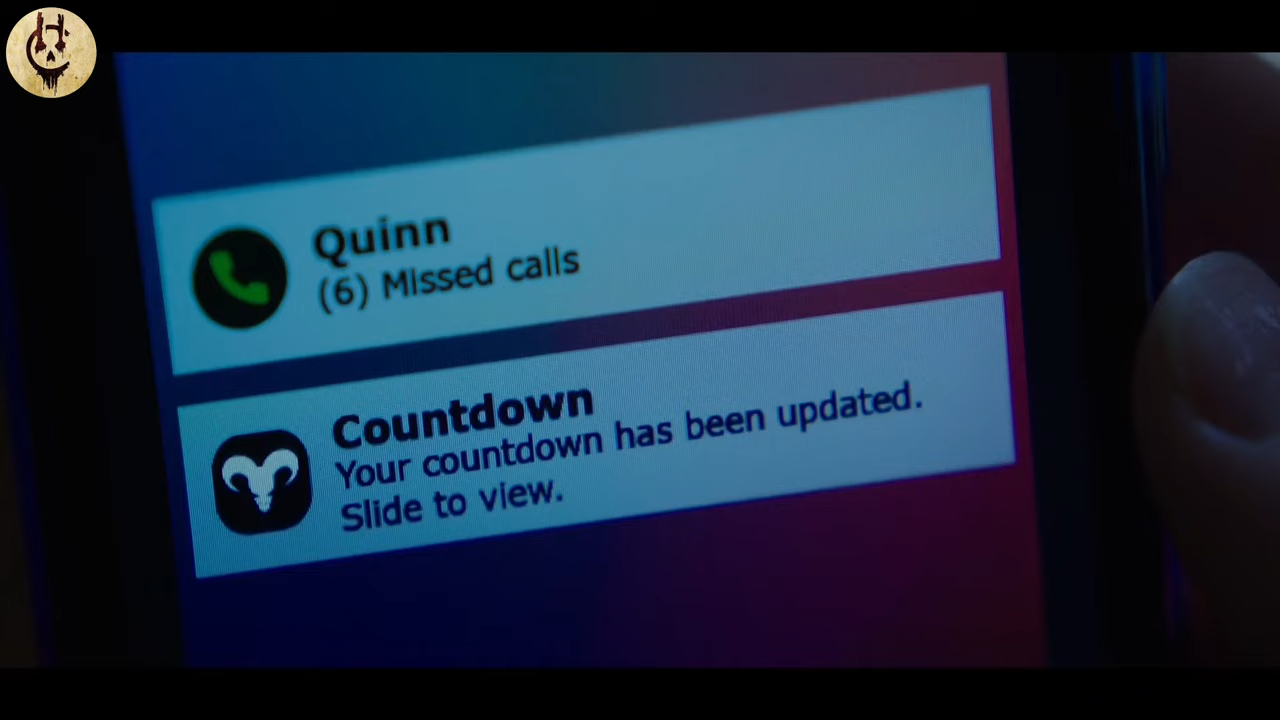 Quinn
(6) Missed calls
Countdown
Your countdown has been updated.
Slide to view.